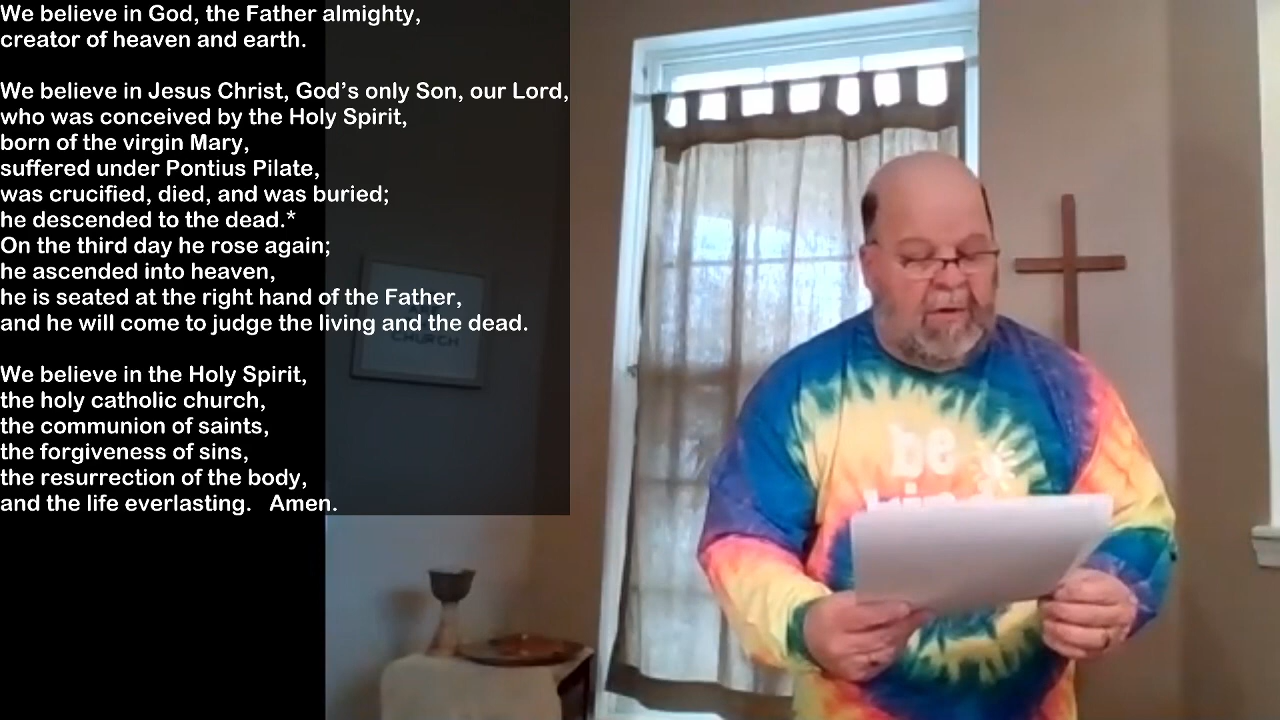 We believe in God, the Father almighty,
creator of heaven and earth.
We believe in Jesus Christ, God's only Son, our Lord,
who was conceived by the Holy Spirit,
born of the virgin Mary,
suffered under Pontius Pilate,
was crucified, died, and was buried;
he descended to the dead.*
On the third day he rose again;
he ascended into heaven,
he is seated at the right hand of the Father,
and he will come to judge the living and the dead.
We believe in the Holy Spirit,
the holy catholic church,
the communion of saints,
the forgiveness of sins,
the resurrection of the body,
and the life everlasting. Amen.
CHURCH
be